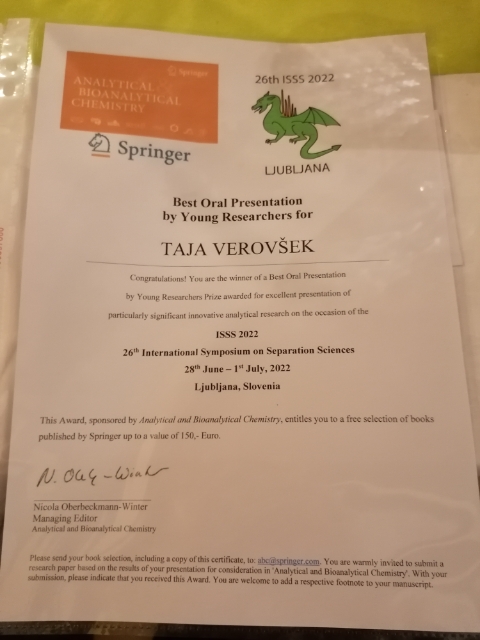 Springer
ANALYTICAL &
BIOANALYTICAL
CHEMISTRY
Springer
26th ISSS 2022
LJUBLJANA
Best Oral Presentation
by Young Researchers for
TAJA VEROVŠEK
Congratulations! You are the winner of a Best Oral Presentation
by Young Researchers Prize awarded for excellent presentation of
particularly significant innovative analytical research on the occasion of the
ISSS 2022
26th International Symposium on Separation Sciences
28th June – 1st July, 2022
Ljubljana, Slovenia
This Award, sponsored by Analytical and Bioanalytical Chemistry, entitles you to a free selection of books
published by Springer up to a value of 150,- Euro.
Nicola Oberbeckmann-Winter
Managing Editor
Analytical and Bioanalytical Chemistry
Please send your book selection, including a copy of this certificate, to: abc@springer.com. You are warmly invited to submit a
research paper based on the results of your presentation for consideration in 'Analytical and Bioanalytical Chemistry'. With your
submission, please indicate that you received this Award. You are welcome to add a respective footnote to your manuscript.